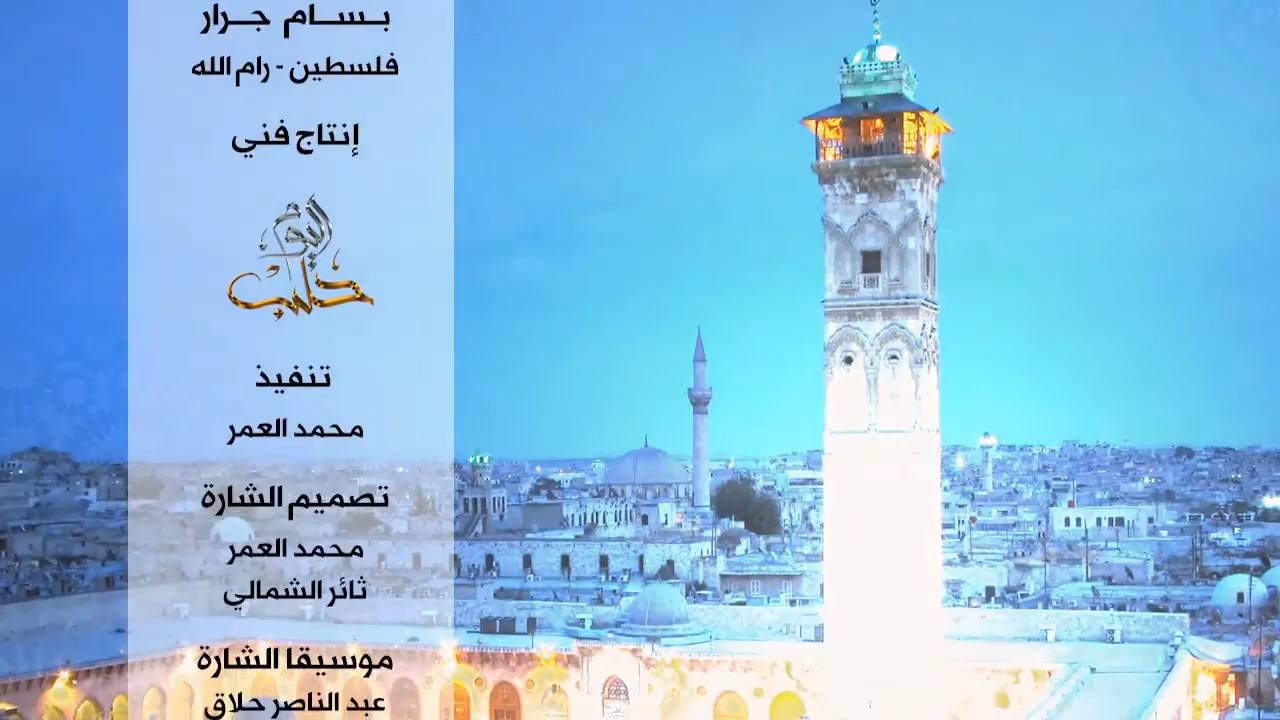 بسام جرار
فلسطين - رام الله
إنتاج فني
حلب اليوم
تنفيذ
محمد العمر
تصميم الشارة
محمد العمر
ثائر الشمالي
موسيقا الشارة
عبد الناصر حلاق